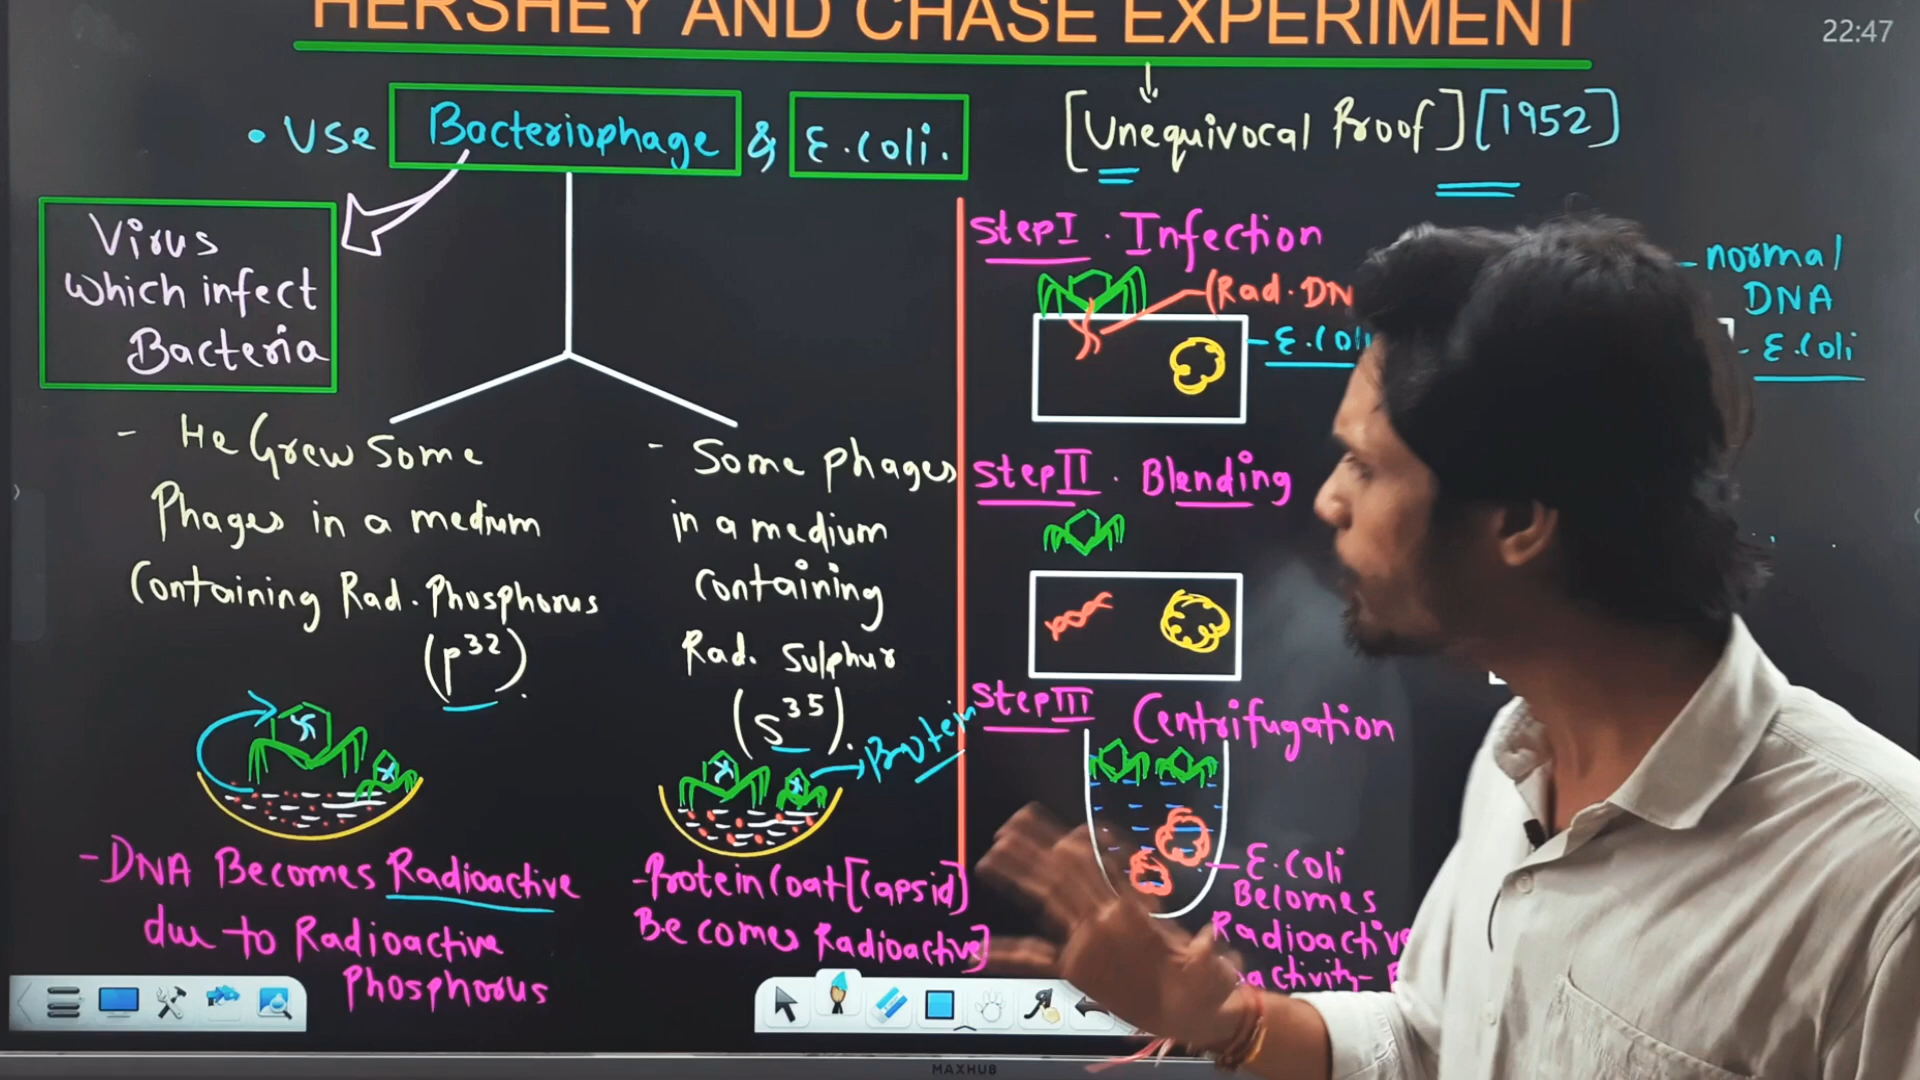 HERSHEY AND CHASE EXPERIMENT
22:47
• Use Bacteriophage & E.Coli.
[Unequivocal Proof] [1952]
Virus
which infect
Bacteria
- He Grew Some
Phages in a medium
Containing Rad. Phosphorus
(P³²).
- DNA Becomes Radioactive
due to Radioactive
Phosphorus
- Some phages
in a medium
Containing
Rad. Sulphur
(S³⁵).
Protein
- Protein Coat [Capsid]
Becomes Radioactive]
Step I. Infection
(Rad. DN
- E.Coli
normal
DNA
- E.Coli
Step II. Blending
Step III Centrifugation
- E.Coli
Becomes
Radioactive
MAXHUB